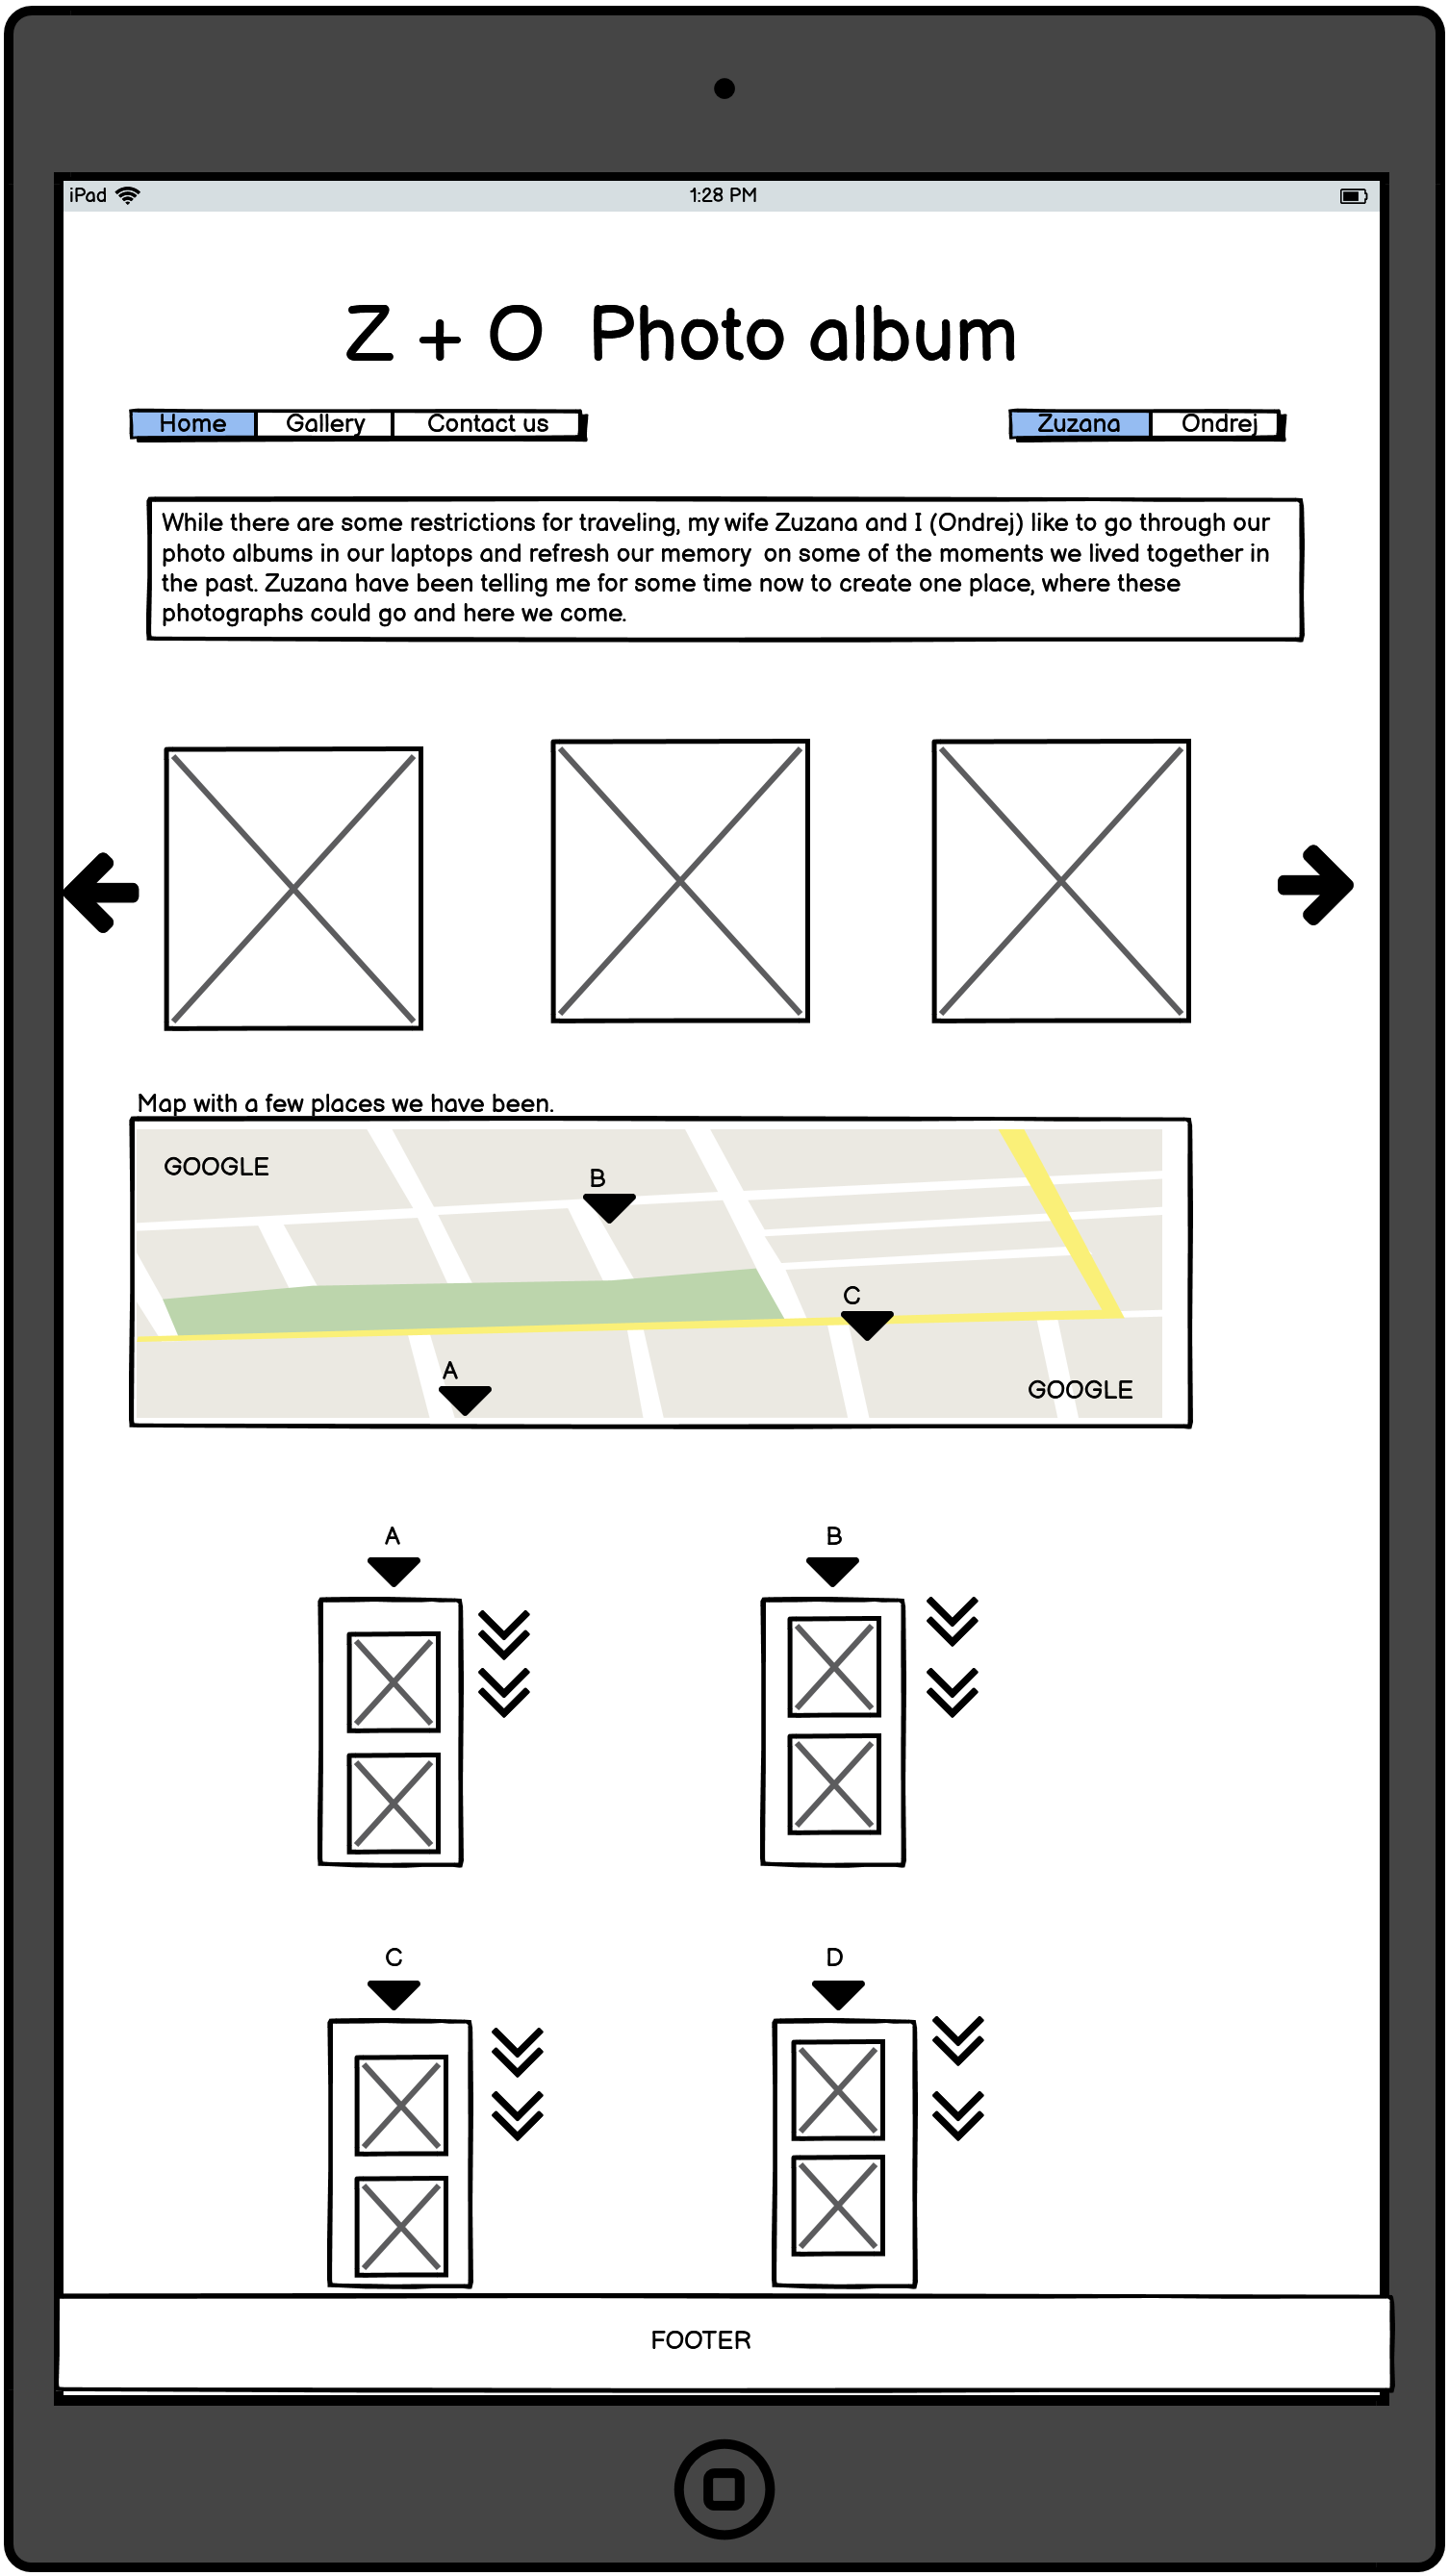 iPad
1:28 PM
Z + O Photo album
Home Gallery Contact us
Zuzana Ondrej
While there are some restrictions for traveling, my wife Zuzana and I (Ondrej) like to go through our
photo albums in our laptops and refresh our memory on some of the moments we lived together in
the past. Zuzana have been telling me for some time now to create one place, where these
photographs could go and here we come.
Map with a few places we have been.
GOOGLE
B
C
A
GOOGLE
A
B
C
D
FOOTER